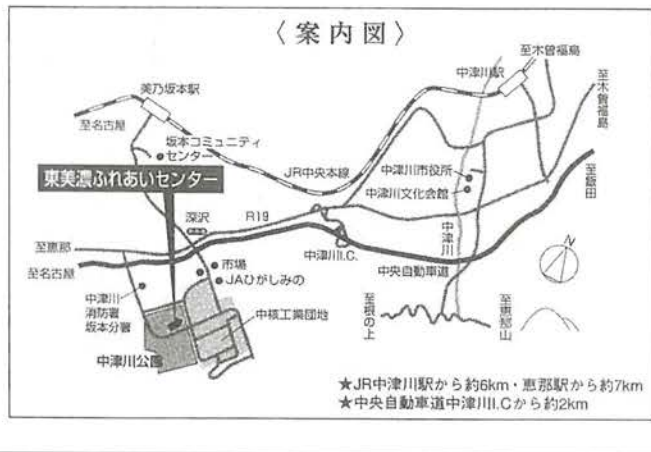 〈案内図〉
至木曽福島
中津川駅
美乃坂本駅
至木曽福島
至名古屋
坂本コミュニティ
センター
JR中央本線
中津川市役所
中津川文化会館
至飯田
東美濃ふれあいセンター
深沢
R19
中津川I.C.
中津川
至恵那
至名古屋
市場
JAひがしみの
中央自動車道
N
中津川
消防署
坂本分署
中核工業団地
中津川公園
至根の上
至恵那山
★JR中津川駅から約6km・恵那駅から約7km
★中央自動車道中津川I.Cから約2km